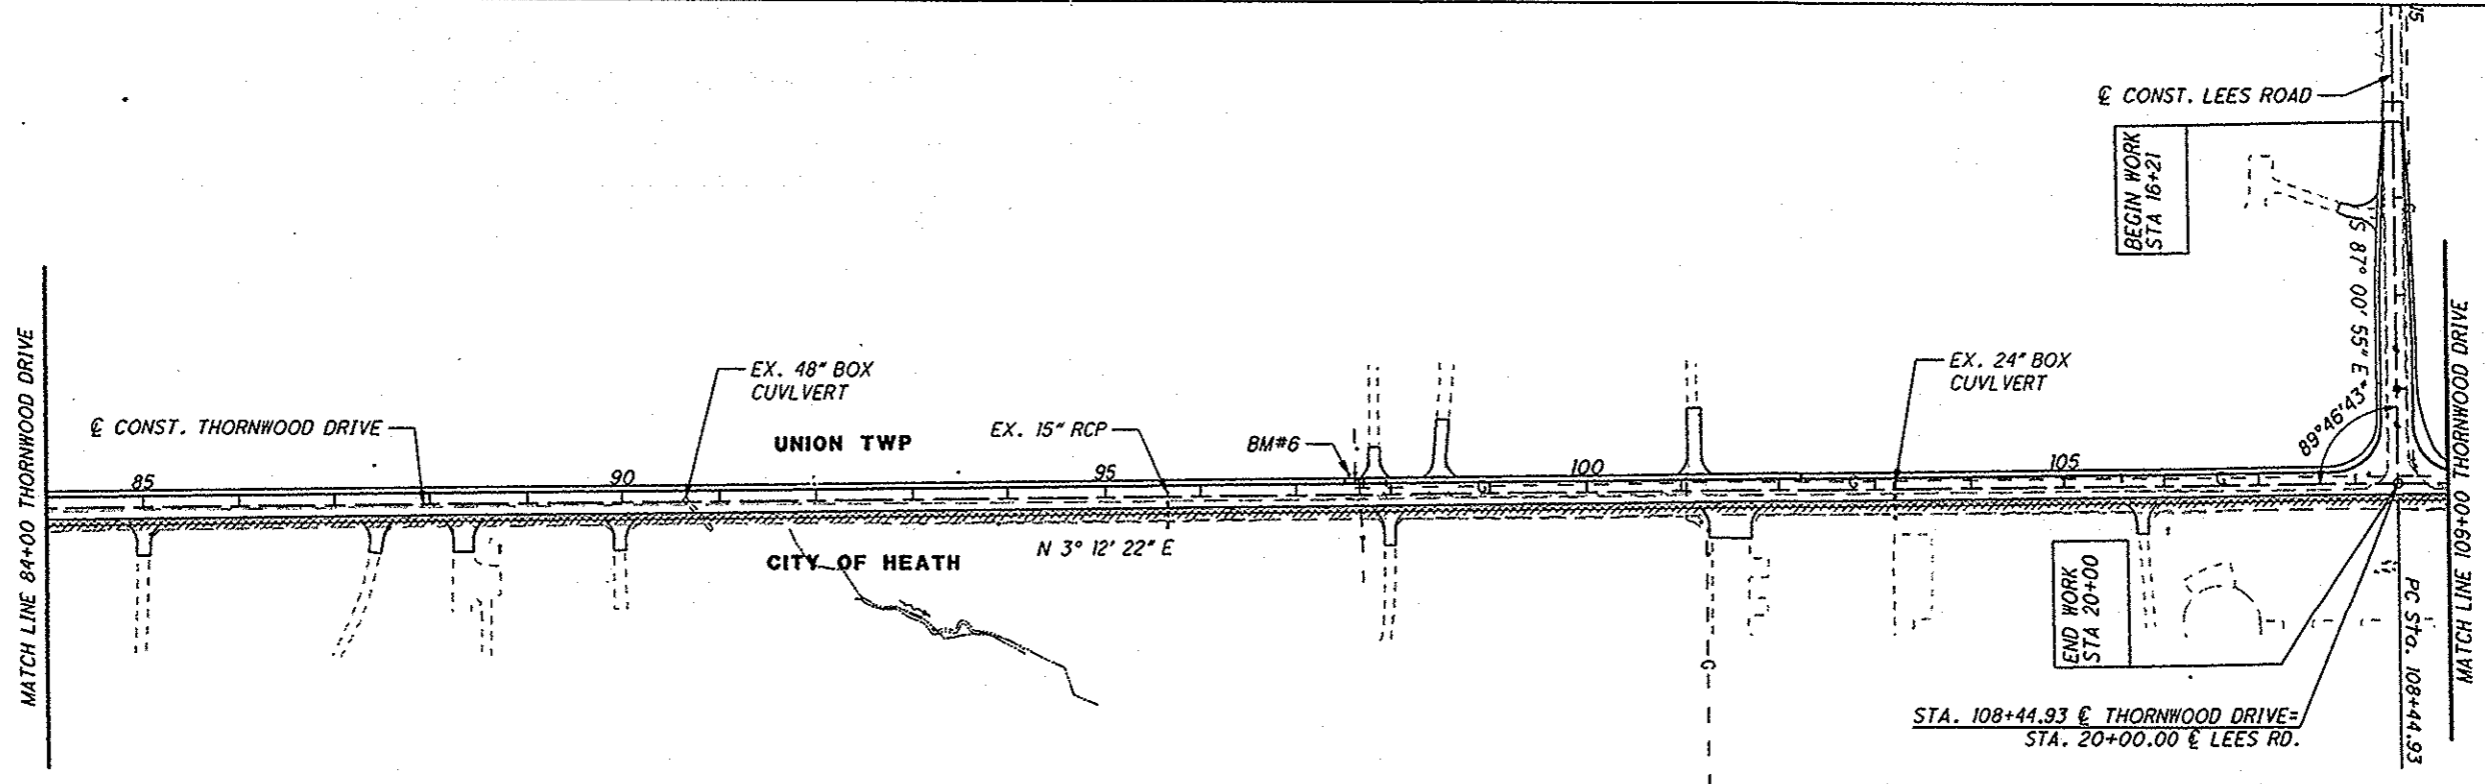 15
℄ CONST. LEES ROAD
BEGIN WORK
STA 16+21
S 87° 00' 55" E
89°46'43"
MATCH LINE 84+00 THORNWOOD DRIVE
MATCH LINE 109+00 THORNWOOD DRIVE
EX. 48" BOX
CUVLVERT
EX. 24" BOX
CUVLVERT
℄ CONST. THORNWOOD DRIVE
UNION TWP
EX. 15" RCP
BM#6
85
90
95
100
105
G
G
G
G
CITY OF HEATH
N 3° 12' 22" E
END WORK
STA 20+00
G
PC Sta. 108+44.93
STA. 108+44.93 ℄ THORNWOOD DRIVE=
STA. 20+00.00 ℄ LEES RD.